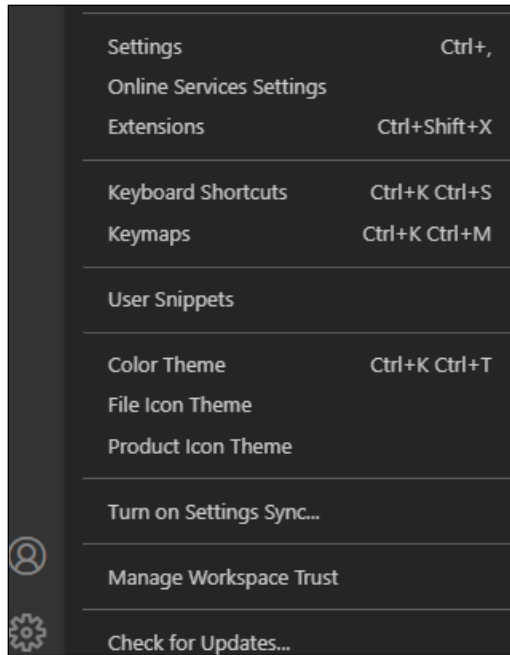 Settings Ctrl+,
Online Services Settings
Extensions Ctrl+Shift+X
Keyboard Shortcuts Ctrl+K Ctrl+S
Keymaps Ctrl+K Ctrl+M
User Snippets
Color Theme Ctrl+K Ctrl+T
File Icon Theme
Product Icon Theme
Turn on Settings Sync...
Manage Workspace Trust
Check for Updates...